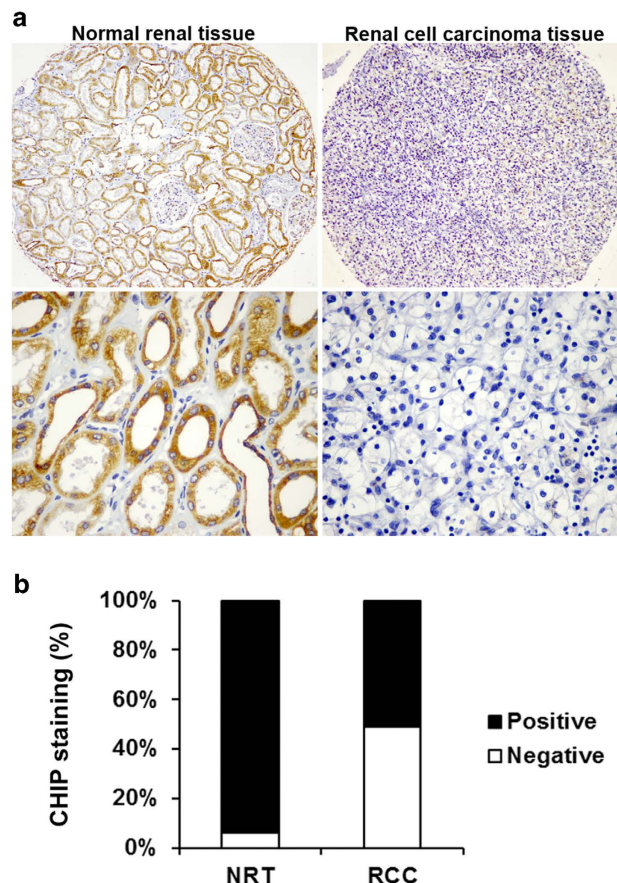 a
Normal renal tissue
Renal cell carcinoma tissue
b
CHIP staining (%)
100%
80%
60%
40%
20%
0%
NRT
RCC
Positive
Negative